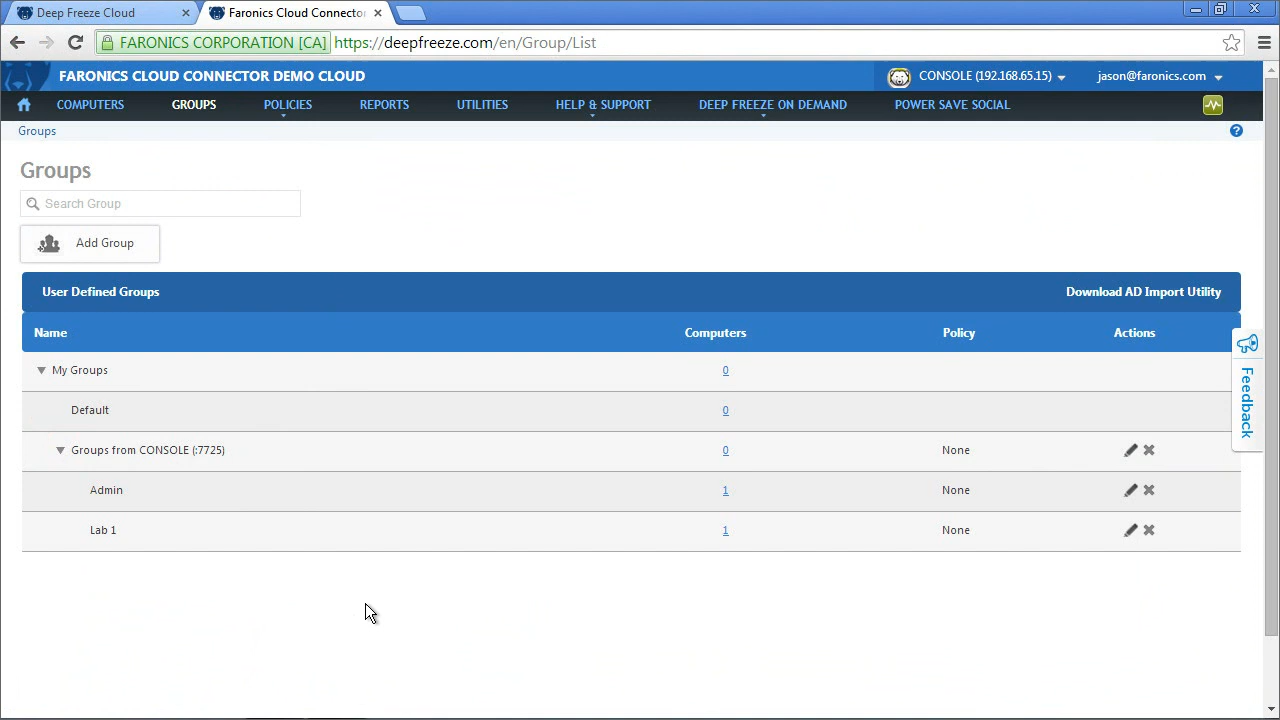 Deep Freeze Cloud
Faronics Cloud Connector
FARONICS CORPORATION [CA] https://deepfreeze.com/en/Group/List
FARONICS CLOUD CONNECTOR DEMO CLOUD
CONSOLE (192.168.65.15)
jason@faronics.com
COMPUTERS GROUPS POLICIES REPORTS UTILITIES HELP & SUPPORT DEEP FREEZE ON DEMAND POWER SAVE SOCIAL
Groups
Groups
Search Group
Add Group
User Defined Groups Download AD Import Utility
Name Computers Policy Actions
My Groups 0
Default 0
Groups from CONSOLE (:7725) 0 None
Admin 1 None
Lab 1 1 None
Feedback